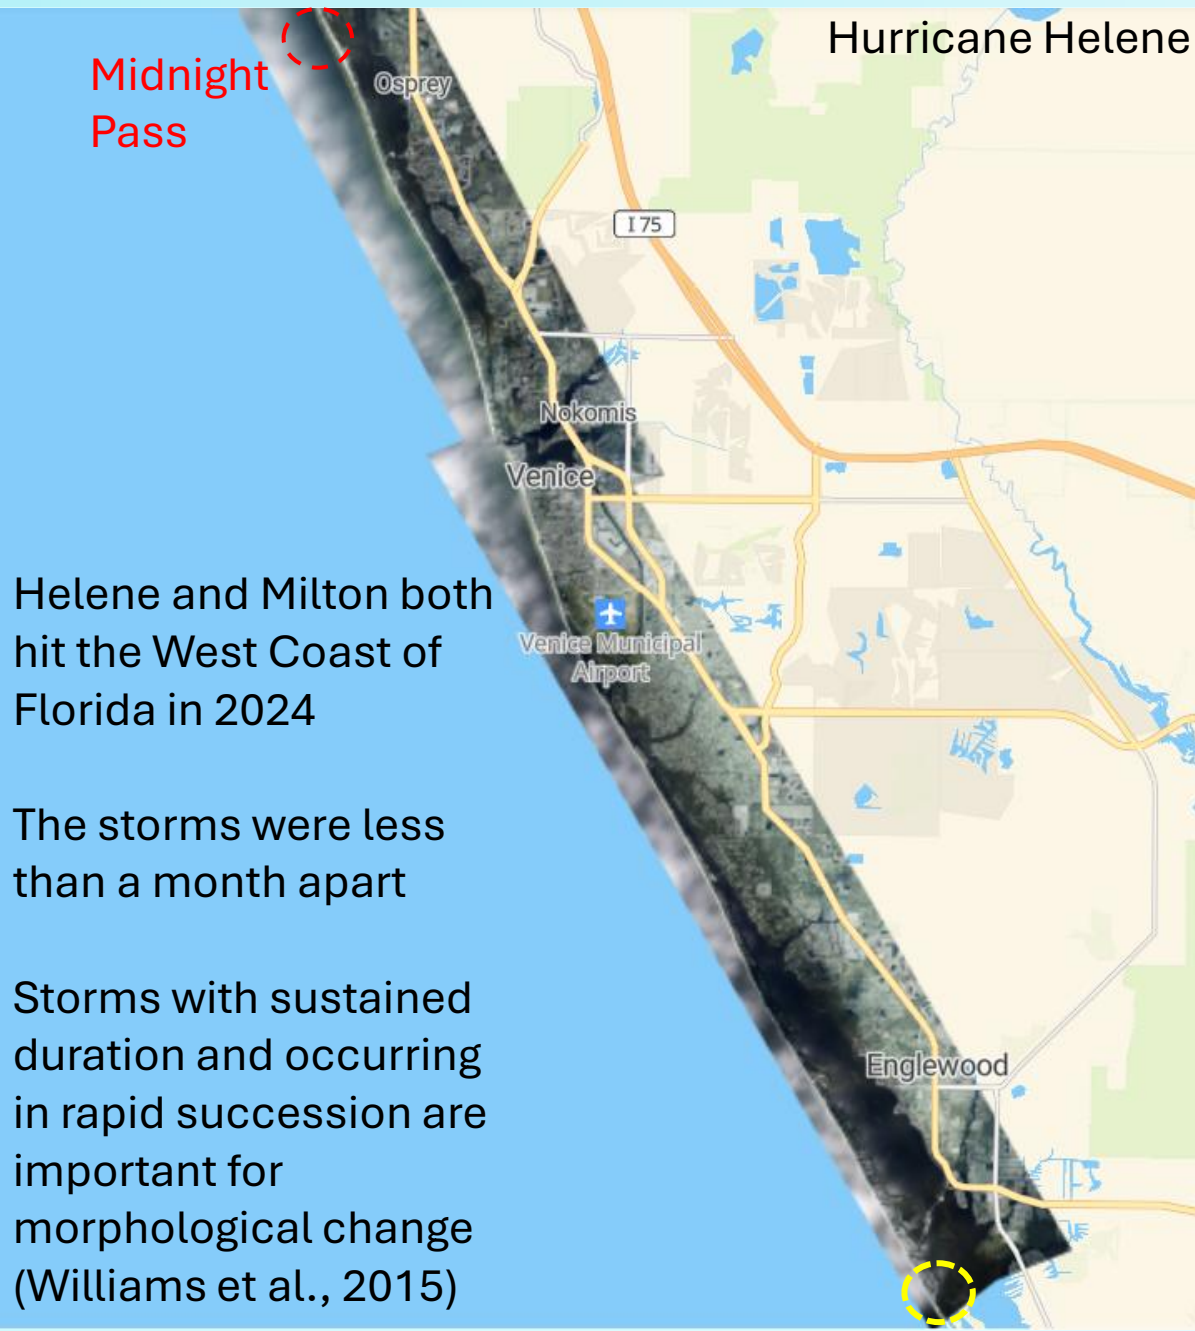 Hurricane Helene
Midnight
Pass
Osprey
I 75
Nokomis
Venice
Helene and Milton both
hit the West Coast of
Florida in 2024
Venice Municipal
Airport
The storms were less
than a month apart
Storms with sustained
duration and occurring
in rapid succession are
important for
morphological change
(Williams et al., 2015)
Englewood